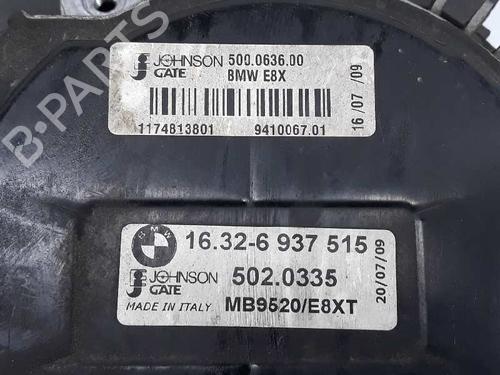 JOHNSON 500.0636.00
GATE BMW E8X
1174813801 9410067.01
16/07/09
BMW
16.32-6 937 515
JOHNSON 502.0335
GATE
MADE IN ITALY MB9520/E8XT
20/07/09
B-Parts